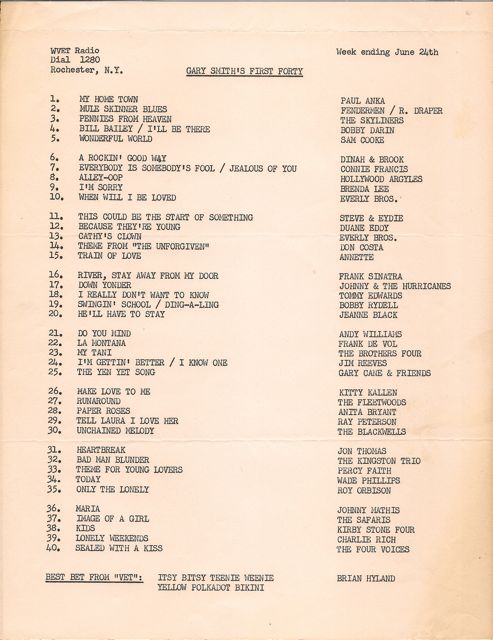 WVET Radio Week ending June 24th
Dial 1280
Rochester, N.Y. GARY SMITH'S FIRST FORTY
1. MY HOME TOWN PAUL ANKA
2. MULE SKINNER BLUES FENDERMEN / R. DRAPER
3. PENNIES FROM HEAVEN THE SKYLINERS
4. BILL BAILEY / I'LL BE THERE BOBBY DARIN
5. WONDERFUL WORLD SAM COOKE
6. A ROCKIN' GOOD WAY DINAH & BROOK
7. EVERYBODY IS SOMEBODY'S FOOL / JEALOUS OF YOU CONNIE FRANCIS
8. ALLEY-OOP HOLLYWOOD ARGYLES
9. I'M SORRY BRENDA LEE
10. WHEN WILL I BE LOVED EVERLY BROS.
11. THIS COULD BE THE START OF SOMETHING STEVE & EYDIE
12. BECAUSE THEY'RE YOUNG DUANE EDDY
13. CATHY'S CLOWN EVERLY BROS.
14. THEME FROM "THE UNFORGIVEN" DON COSTA
15. TRAIN OF LOVE ANNETTE
16. RIVER, STAY AWAY FROM MY DOOR FRANK SINATRA
17. DOWN YONDER JOHNNY & THE HURRICANES
18. I REALLY DON'T WANT TO KNOW TOMMY EDWARDS
19. SWINGIN' SCHOOL / DING-A-LING BOBBY RYDELL
20. HE'LL HAVE TO STAY JEANNE BLACK
21. DO YOU MIND ANDY WILLIAMS
22. LA MONTANA FRANK DE VOL
23. MY TANI THE BROTHERS FOUR
24. I'M GETTIN' BETTER / I KNOW ONE JIM REEVES
25. THE YEN YET SONG GARY CANE & FRIENDS
26. MAKE LOVE TO ME KITTY KALLEN
27. RUNAROUND THE FLEETWOODS
28. PAPER ROSES ANITA BRYANT
29. TELL LAURA I LOVE HER RAY PETERSON
30. UNCHAINED MELODY THE BLACKWELLS
31. HEARTBREAK JON THOMAS
32. BAD MAN BLUNDER THE KINGSTON TRIO
33. THEME FOR YOUNG LOVERS PERCY FAITH
34. TODAY WADE PHILLIPS
35. ONLY THE LONELY ROY ORBISON
36. MARIA JOHNNY MATHIS
37. IMAGE OF A GIRL THE SAFARIS
38. KIDS KIRBY STONE FOUR
39. LONELY WEEKENDS CHARLIE RICH
40. SEALED WITH A KISS THE FOUR VOICES
BEST BET FROM "VET": ITSY BITSY TEENIE WEENIE BRIAN HYLAND
YELLOW POLKADOT BIKINI